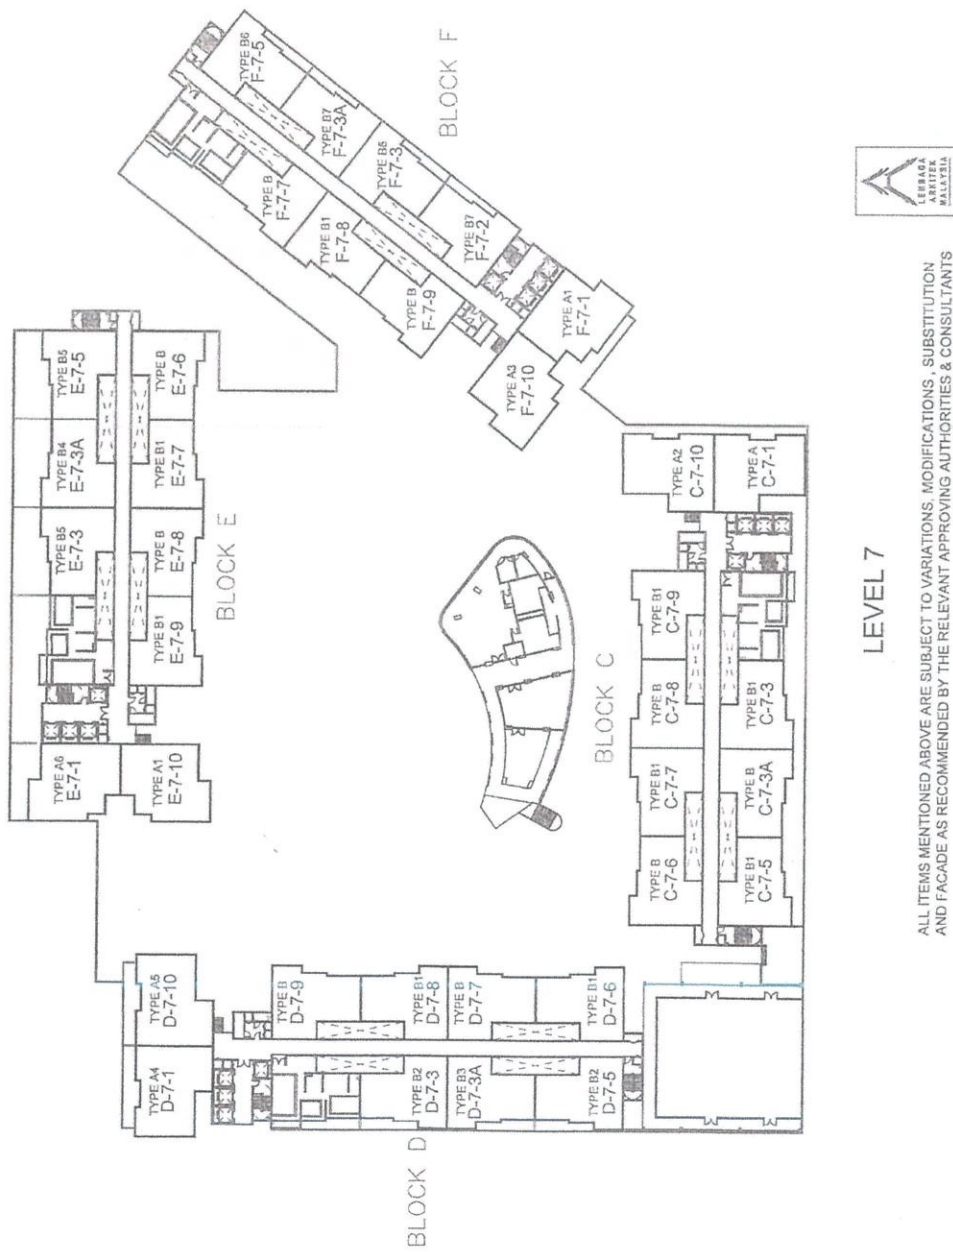 BLOCK F
TYPE B6
F-7-5
TYPE B7
F-7-3A
TYPE B6
F-7-3
TYPE B7
F-7-2
TYPE A1
F-7-1
TYPE B
F-7-7
TYPE B1
F-7-8
TYPE B
F-7-9
TYPE A3
F-7-10
BLOCK E
TYPE A6
E-7-1
TYPE B5
E-7-3
TYPE B4
E-7-3A
TYPE B5
E-7-5
TYPE A1
E-7-10
TYPE B1
E-7-9
TYPE B
E-7-8
TYPE B1
E-7-7
TYPE B
E-7-6
BLOCK C
TYPE B
C-7-6
TYPE B1
C-7-7
TYPE B
C-7-8
TYPE B1
C-7-9
TYPE A2
C-7-10
TYPE B1
C-7-5
TYPE B
C-7-3A
TYPE B1
C-7-3
TYPE A
C-7-1
BLOCK D
TYPE A4
D-7-1
TYPE A5
D-7-10
TYPE B
D-7-9
TYPE B1
D-7-8
TYPE B
D-7-7
TYPE B1
D-7-6
TYPE B2
D-7-3
TYPE B3
D-7-3A
TYPE B2
D-7-5
LEVEL 7
ALL ITEMS MENTIONED ABOVE ARE SUBJECT TO VARIATIONS, MODIFICATIONS, SUBSTITUTION
AND FACADE AS RECOMMENDED BY THE RELEVANT APPROVING AUTHORITIES & CONSULTANTS
LEMBAGA
ARKITEK
MALAYSIA